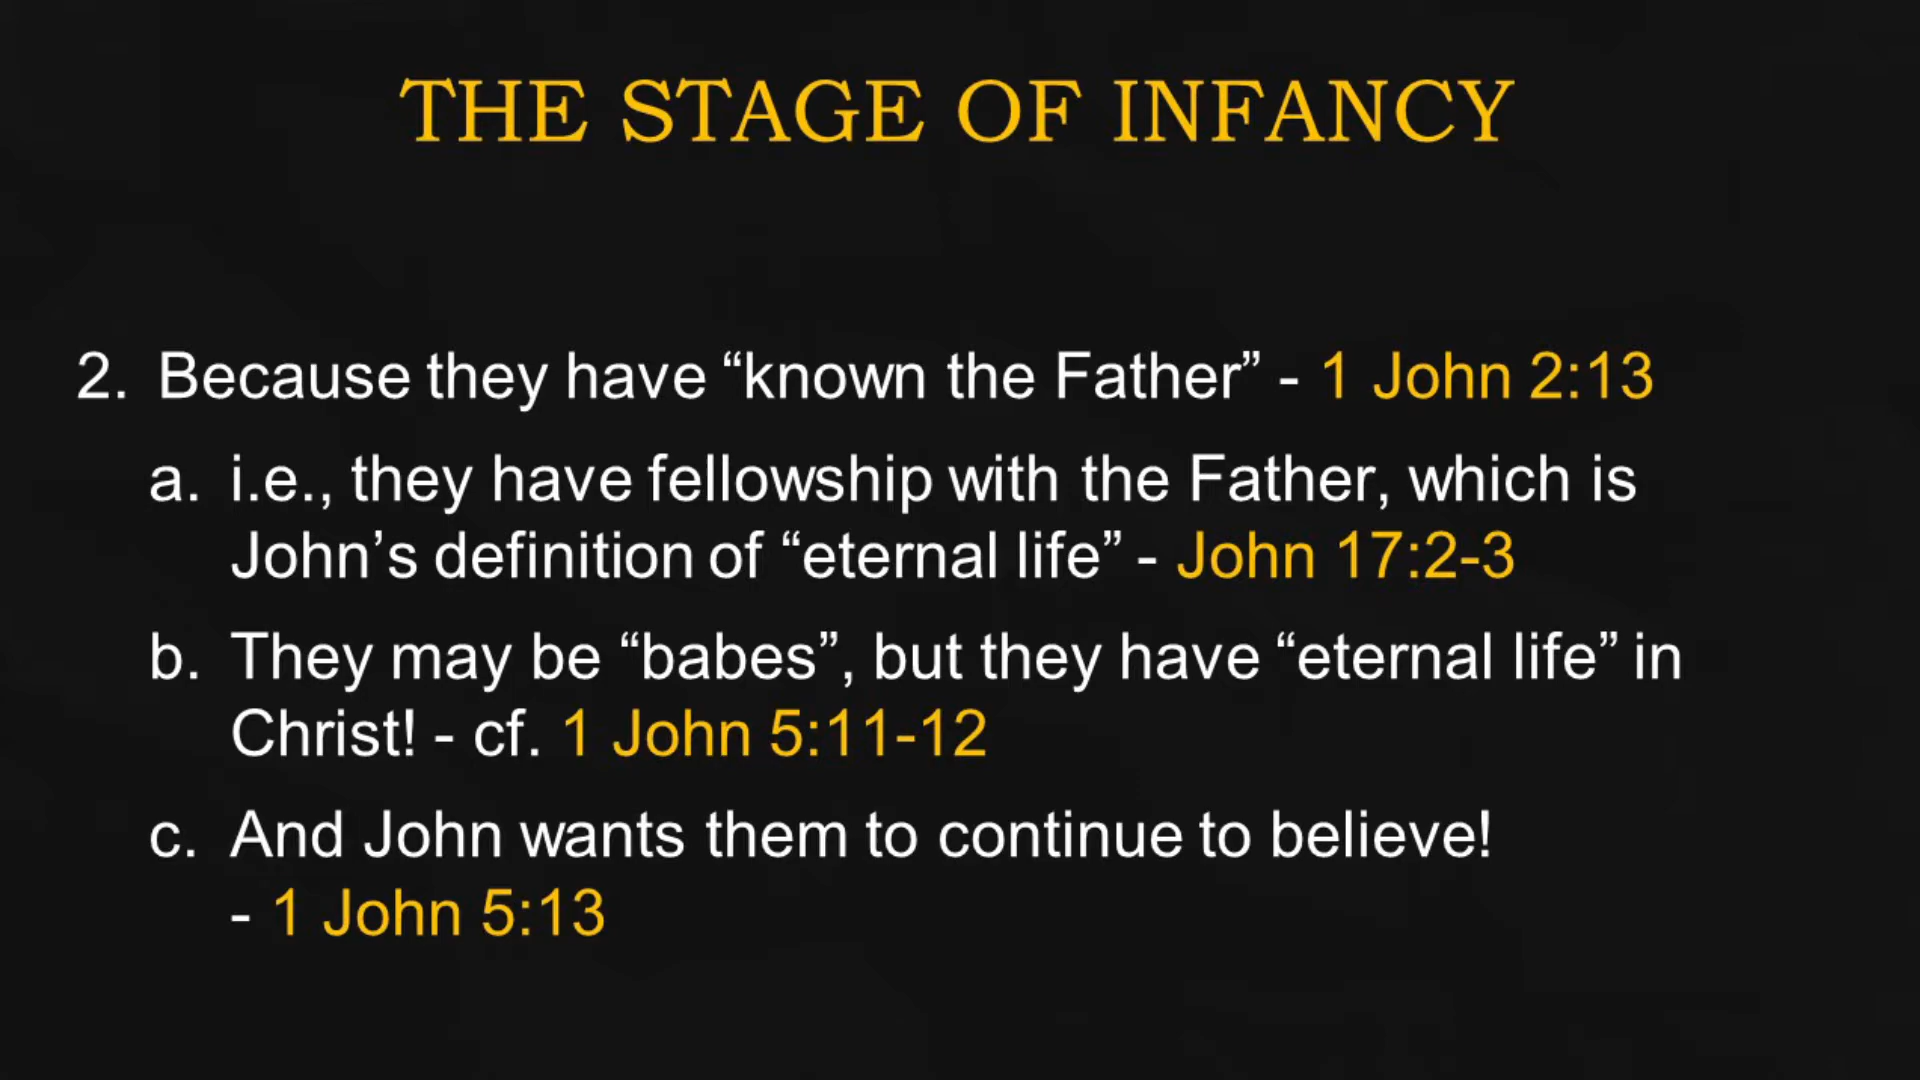 THE STAGE OF INFANCY
2. Because they have “known the Father” - 1 John 2:13
a. i.e., they have fellowship with the Father, which is
John’s definition of “eternal life” - John 17:2-3
b. They may be “babes”, but they have “eternal life” in
Christ! - cf. 1 John 5:11-12
c. And John wants them to continue to believe!
- 1 John 5:13